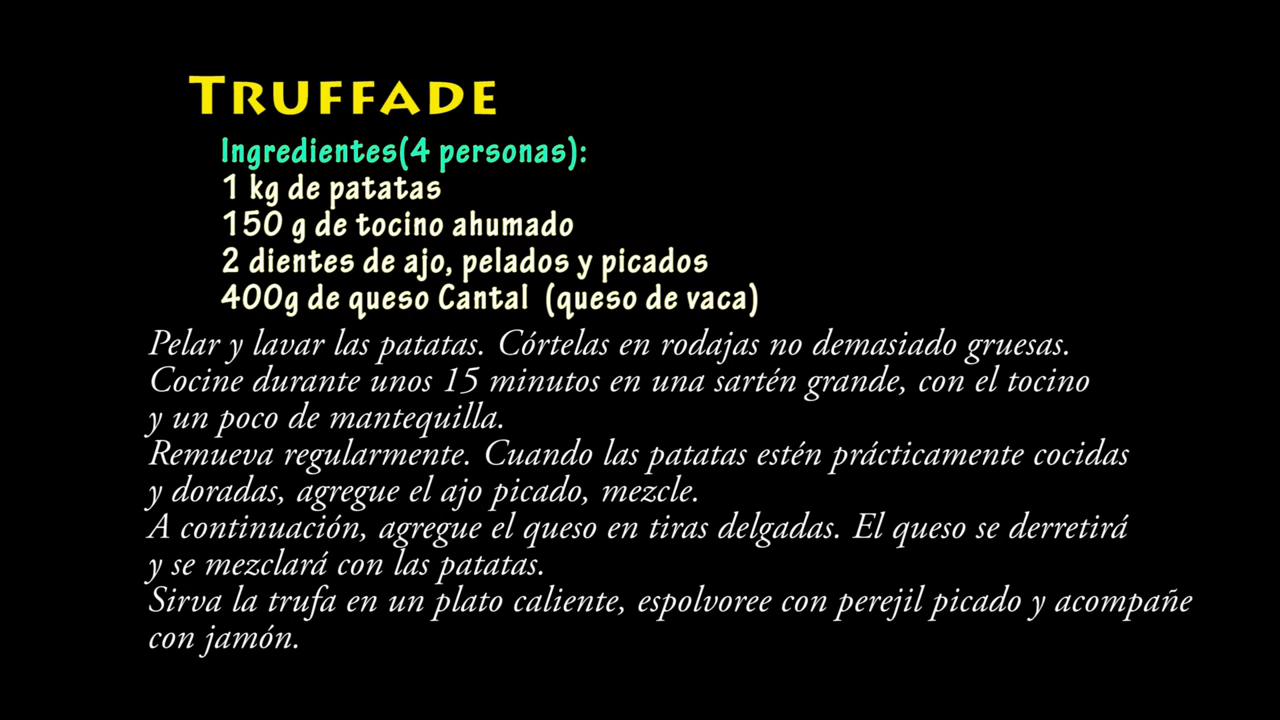 TRUFFADE
Ingredientes(4 personas):
1 kg de patatas
150 g de tocino ahumado
2 dientes de ajo, pelados y picados
400g de queso Cantal (queso de vaca)
Pelar y lavar las patatas. Córtelas en rodajas no demasiado gruesas.
Cocine durante unos 15 minutos en una sartén grande, con el tocino
y un poco de mantequilla.
Remueva regularmente. Cuando las patatas estén prácticamente cocidas
y doradas, agregue el ajo picado, mezcle.
A continuación, agregue el queso en tiras delgadas. El queso se derretirá
y se mezclará con las patatas.
Sirva la trufa en un plato caliente, espolvoree con perejil picado y acompañe
con jamón.